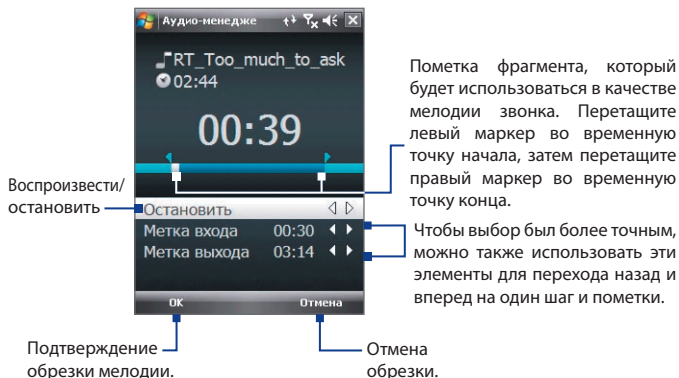 Аудио-менедже
RT_Too_much_to_ask
02:44
00:39
Остановить
Метка входа 00:30
Метка выхода 03:14
OK Отмена
Воспроизвести/
остановить
Пометка фрагмента, который
будет использоваться в качестве
мелодии звонка. Перетащите
левый маркер во временную
точку начала, затем перетащите
правый маркер во временную
точку конца.
Чтобы выбор был более точным,
можно также использовать эти
элементы для перехода назад и
вперед на один шаг и пометки.
Подтверждение
обрезки мелодии.
Отмена
обрезки.